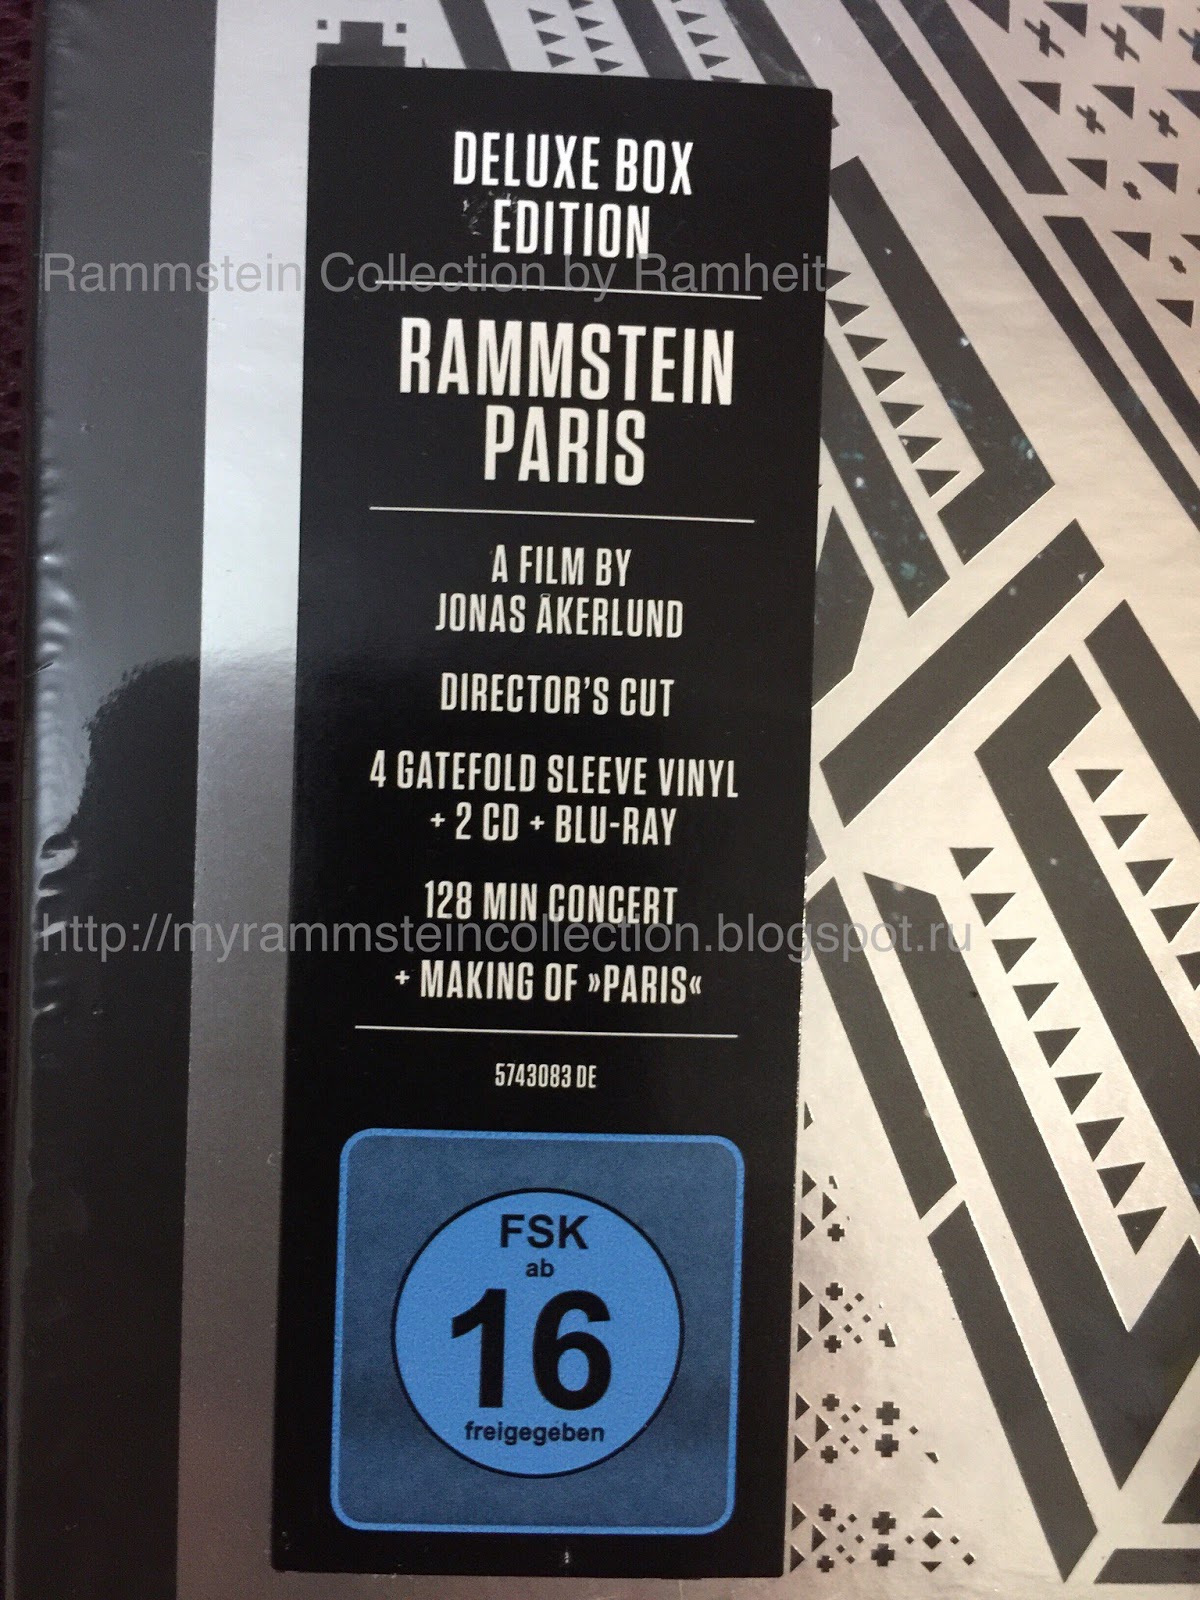 DELUXE BOX
EDITION
Rammstein Collection by Ramheit
RAMMSTEIN
PARIS
A FILM BY
JONAS ÅKERLUND
DIRECTOR'S CUT
4 GATEFOLD SLEEVE VINYL
+ 2 CD + BLU-RAY
128 MIN CONCERT
http://myrammsteincollection.blogspot.ru
+ MAKING OF »PARIS«
5743083 DE
FSK
ab
16
freigegeben